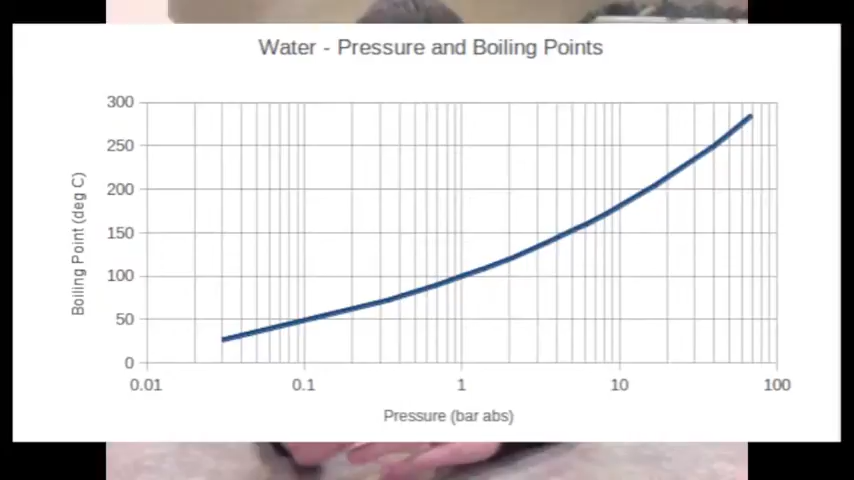 Water - Pressure and Boiling Points
300
250
200
150
100
50
0
Boiling Point (deg C)
0.01 0.1 1 10 100
Pressure (bar abs)